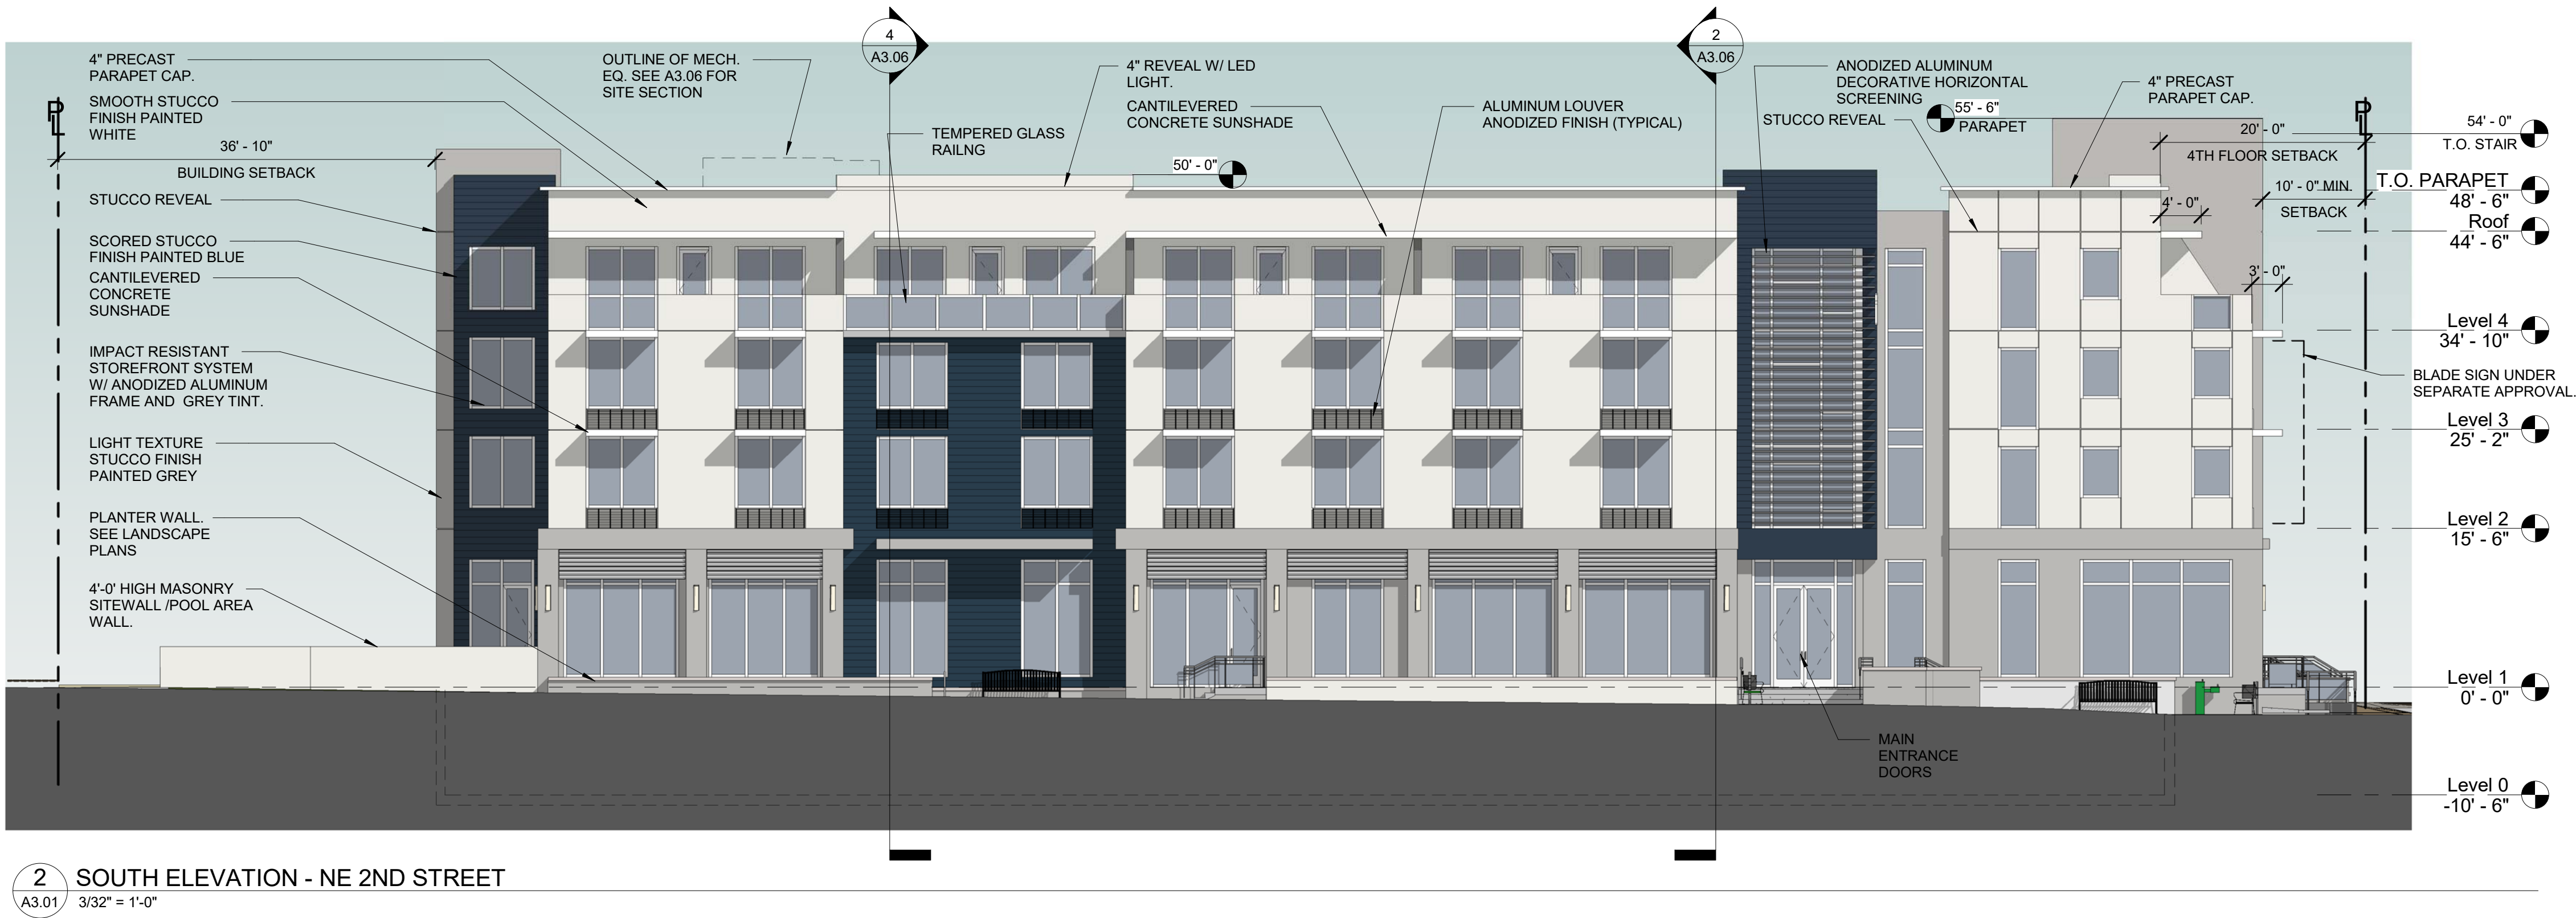 4
A3.06
2
A3.06
4" PRECAST
PARAPET CAP.
SMOOTH STUCCO
FINISH PAINTED
WHITE
36' - 10"
BUILDING SETBACK
STUCCO REVEAL
SCORED STUCCO
FINISH PAINTED BLUE
CANTILEVERED
CONCRETE
SUNSHADE
IMPACT RESISTANT
STOREFRONT SYSTEM
W/ ANODIZED ALUMINUM
FRAME AND GREY TINT.
LIGHT TEXTURE
STUCCO FINISH
PAINTED GREY
PLANTER WALL.
SEE LANDSCAPE
PLANS
4'-0' HIGH MASONRY
SITEWALL /POOL AREA
WALL.
OUTLINE OF MECH.
EQ. SEE A3.06 FOR
SITE SECTION
TEMPERED GLASS
RAILNG
4" REVEAL W/ LED
LIGHT.
CANTILEVERED
CONCRETE SUNSHADE
50' - 0"
ALUMINUM LOUVER
ANODIZED FINISH (TYPICAL)
ANODIZED ALUMINUM
DECORATIVE HORIZONTAL
SCREENING
STUCCO REVEAL
55' - 6"
PARAPET
4" PRECAST
PARAPET CAP.
20' - 0"
4TH FLOOR SETBACK
10' - 0" MIN.
SETBACK
4' - 0"
3' - 0"
54' - 0"
T.O. STAIR
T.O. PARAPET
48' - 6"
Roof
44' - 6"
Level 4
34' - 10"
BLADE SIGN UNDER
SEPARATE APPROVAL.
Level 3
25' - 2"
Level 2
15' - 6"
Level 1
0' - 0"
Level 0
-10' - 6"
MAIN
ENTRANCE
DOORS
PL
PL
2
A3.01
SOUTH ELEVATION - NE 2ND STREET
3/32" = 1'-0"